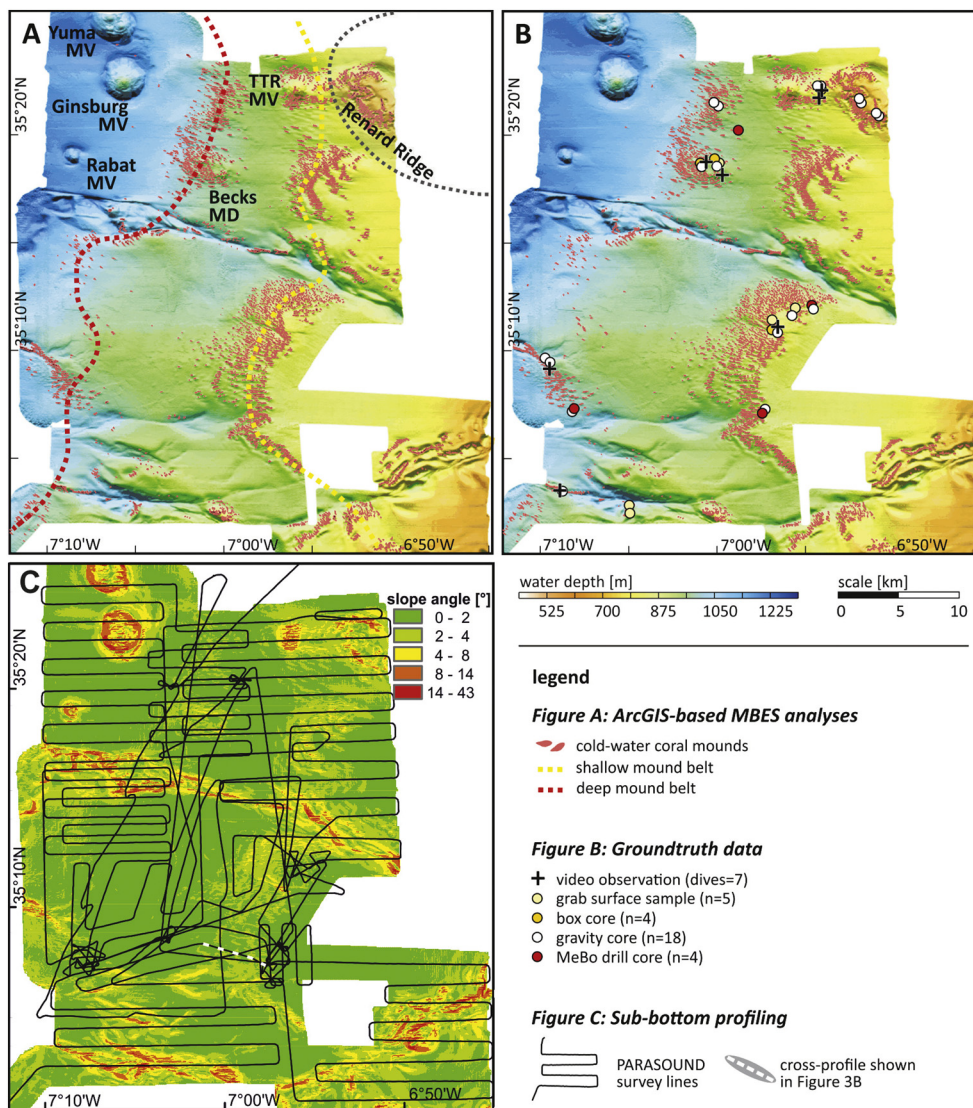 A
Yuma
MV
Ginsburg
MV
Rabat
MV
TTR
MV
Becks
MD
Renard Ridge
35°20'N
35°10'N
7°10'W
7°00'W
6°50'W
B
35°20'N
35°10'N
7°10'W
7°00'W
6°50'W
C
slope angle [°]
0 - 2
2 - 4
4 - 8
8 - 14
14 - 43
35°20'N
35°10'N
7°10'W
7°00'W
6°50'W
water depth [m]
525 700 875 1050 1225
scale [km]
0 5 10
legend
Figure A: ArcGIS-based MBES analyses
cold-water coral mounds
shallow mound belt
deep mound belt
Figure B: Groundtruth data
video observation (dives=7)
grab surface sample (n=5)
box core (n=4)
gravity core (n=18)
MeBo drill core (n=4)
Figure C: Sub-bottom profiling
PARASOUND
survey lines
cross-profile shown
in Figure 3B